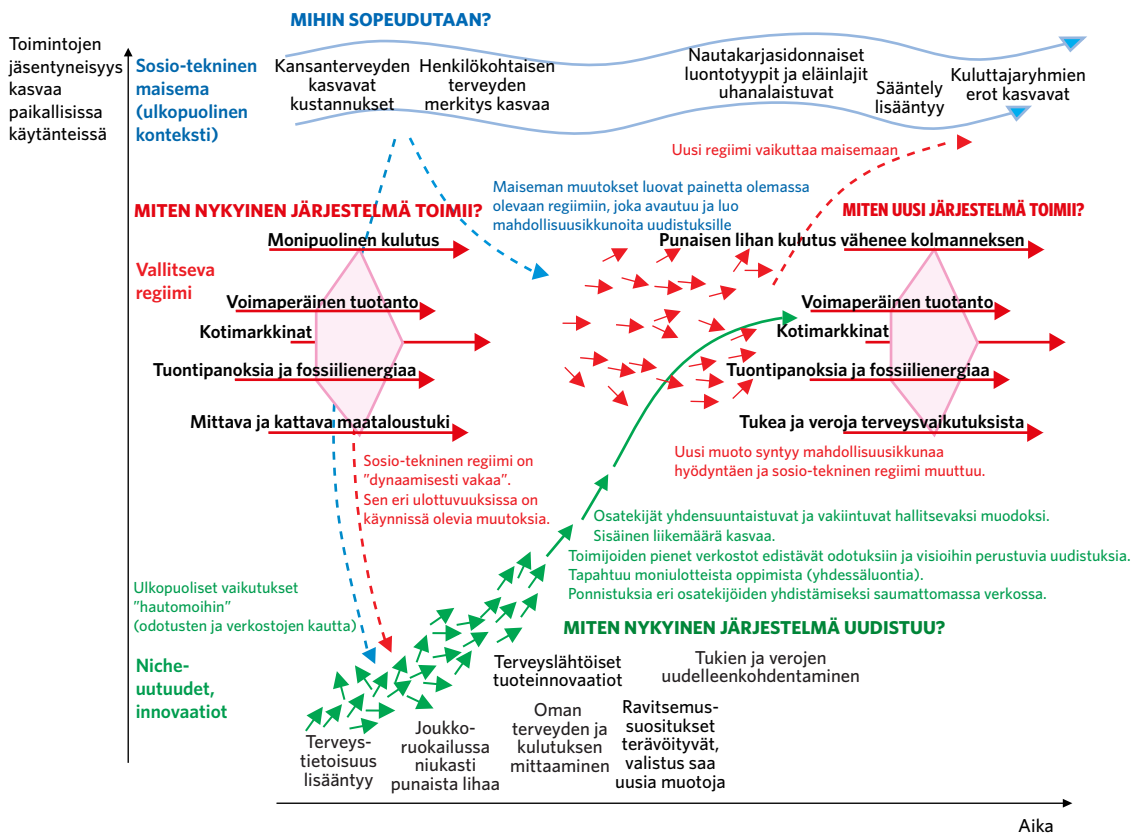 MIHIN SOPEUDUTAAN?
Toimintojen
jäsentyneisyys
kasvaa
paikallisissa
käytänteissä
Sosio-tekninen
maisema
(ulkopuolinen
konteksti)
Kansanterveyden
kasvavat
kustannukset
Henkilökohtaisen
terveyden
merkitys kasvaa
Nautakarjasidonnaiset
luontotyypit ja eläinlajit
uhanalaistuvat
Sääntely
lisääntyy
Kuluttajaryhmien
erot kasvavat
Uusi regiimi vaikuttaa maisemaan
Maiseman muutokset luovat painetta olemassa
olevaan regiimiin, joka avautuu ja luo
mahdollisuusikkunoita uudistuksille
MITEN NYKYINEN JÄRJESTELMÄ TOIMII?
MITEN UUSI JÄRJESTELMÄ TOIMII?
Vallitseva
regiimi
Monipuolinen kulutus
Voimaperäinen tuotanto
Kotimarkkinat
Tuontipanoksia ja fossiilienergiaa
Mittava ja kattava maataloustuki
Punaisen lihan kulutus vähenee kolmanneksen
Voimaperäinen tuotanto
Kotimarkkinat
Tuontipanoksia ja fossiilienergiaa
Tukea ja veroja terveysvaikutuksista
Sosio-tekninen regiimi on
"dynaamisesti vakaa".
Sen eri ulottuvuuksissa on
käynnissä olevia muutoksia.
Uusi muoto syntyy mahdollisuusikkunaa
hyödyntäen ja sosio-tekninen regiimi muuttuu.
Osatekijät yhdensuuntaistuvat ja vakiintuvat hallitsevaksi muodoksi.
Sisäinen liikemäärä kasvaa.
Toimijoiden pienet verkostot edistävät odotuksiin ja visioihin perustuvia uudistuksia.
Tapahtuu moniulotteista oppimista (yhdessäluontia).
Ponnistuksia eri osatekijöiden yhdistämiseksi saumattomassa verkossa.
Ulkopuoliset vaikutukset
"hautomoihin"
(odotusten ja verkostojen kautta)
MITEN NYKYINEN JÄRJESTELMÄ UUDISTUU?
Niche-
uutuudet,
innovaatiot
Terveys-
tietoisuus
lisääntyy
Joukko-
ruokailussa
niukasti
punaista lihaa
Terveyslähtöiset
tuoteinnovaatiot
Oman
terveyden ja
kulutuksen
mittaaminen
Ravitsemus-
suositukset
terävöityvät,
valistus saa
uusia muotoja
Tukien ja verojen
uudelleenkohdentaminen
Aika